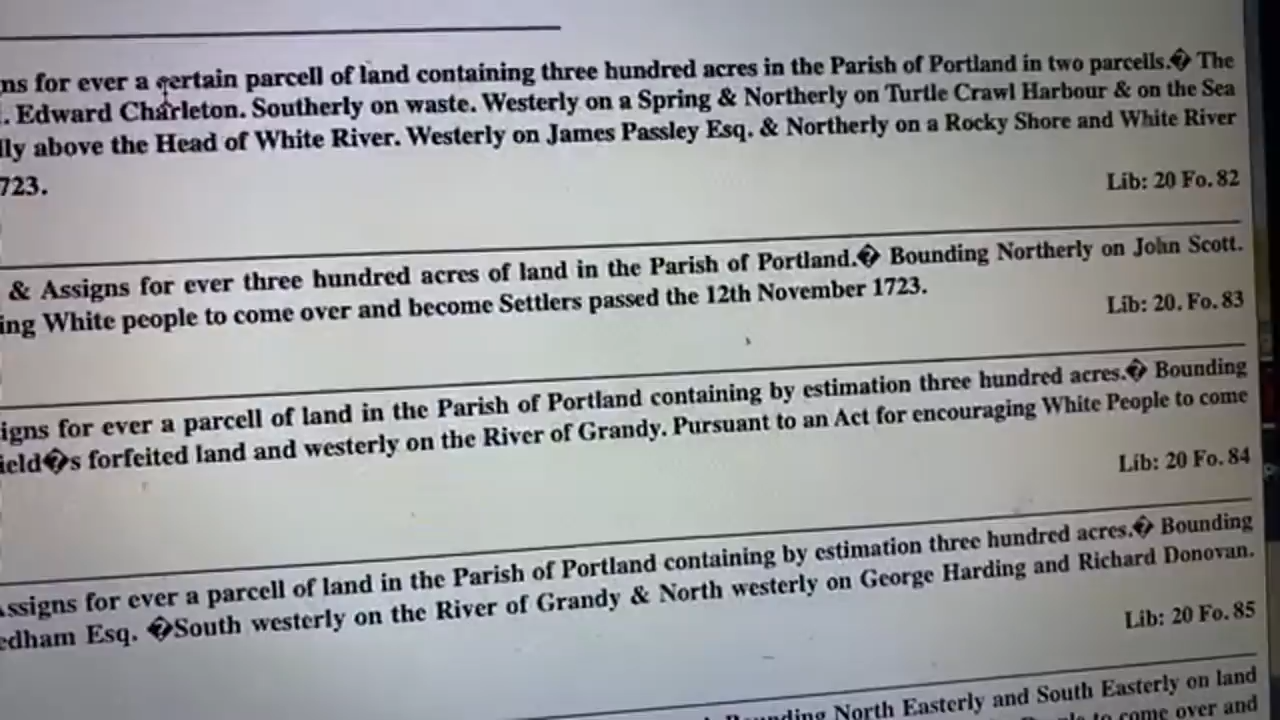 ns for ever a certain parcell of land containing three hundred acres in the Parish of Portland in two parcells.� The
. Edward Charleton. Southerly on waste. Westerly on a Spring & Northerly on Turtle Crawl Harbour & on the Sea
lly above the Head of White River. Westerly on James Passley Esq. & Northerly on a Rocky Shore and White River
723.
Lib: 20 Fo. 82
& Assigns for ever three hundred acres of land in the Parish of Portland.� Bounding Northerly on John Scott.
ing White people to come over and become Settlers passed the 12th November 1723.
Lib: 20. Fo. 83
igns for ever a parcell of land in the Parish of Portland containing by estimation three hundred acres.� Bounding
ield�s forfeited land and westerly on the River of Grandy. Pursuant to an Act for encouraging White People to come
Lib: 20 Fo. 84
Assigns for ever a parcell of land in the Parish of Portland containing by estimation three hundred acres.� Bounding
edham Esq. �South westerly on the River of Grandy & North westerly on George Harding and Richard Donovan.
Lib: 20 Fo. 85
Bounding North Easterly and South Easterly on land
to come over and